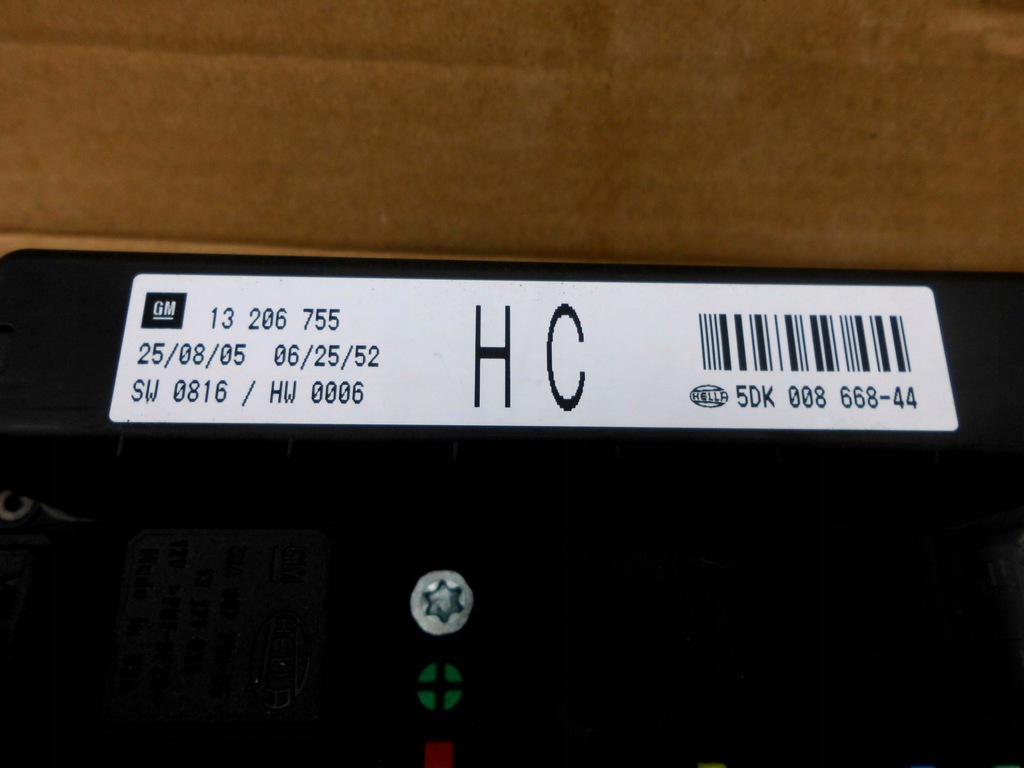 GM 13 206 755
25/08/05 06/25/52
SW 0816 / HW 0006
H C
HELLA 5DK 008 668-44
HELLA